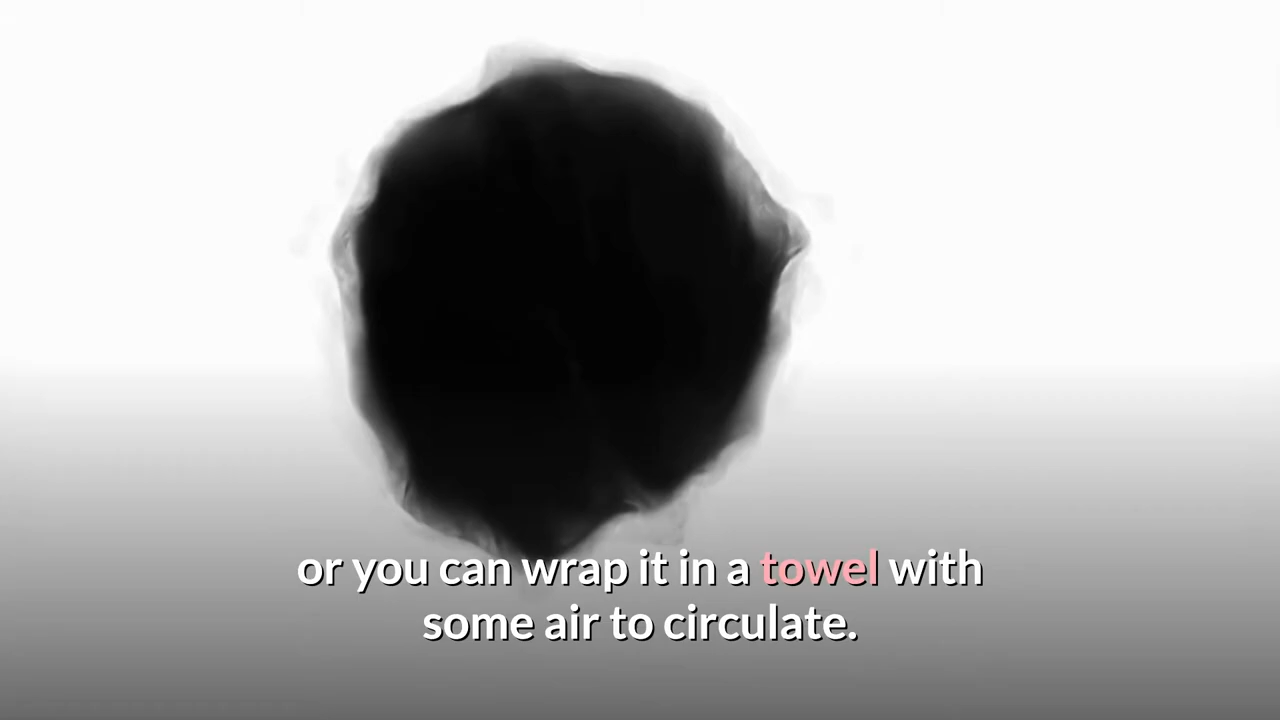 or you can wrap it in a towel with
some air to circulate.